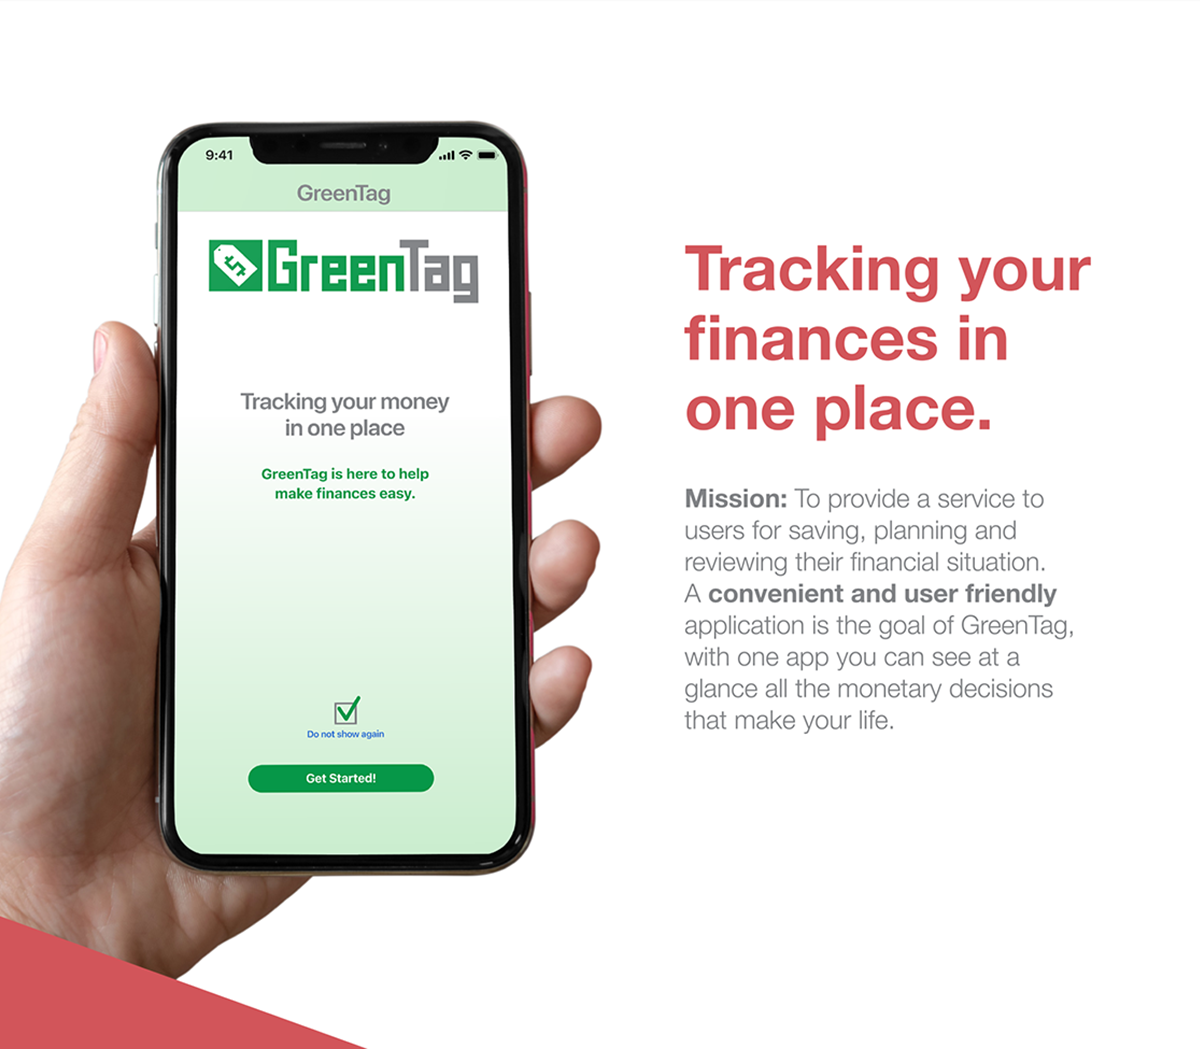 9:41
GreenTag
GreenTag
Tracking your money
in one place
GreenTag is here to help
make finances easy.
Do not show again
Get Started!
Tracking your
finances in
one place.
Mission: To provide a service to
users for saving, planning and
reviewing their financial situation.
A convenient and user friendly
application is the goal of GreenTag,
with one app you can see at a
glance all the monetary decisions
that make your life.